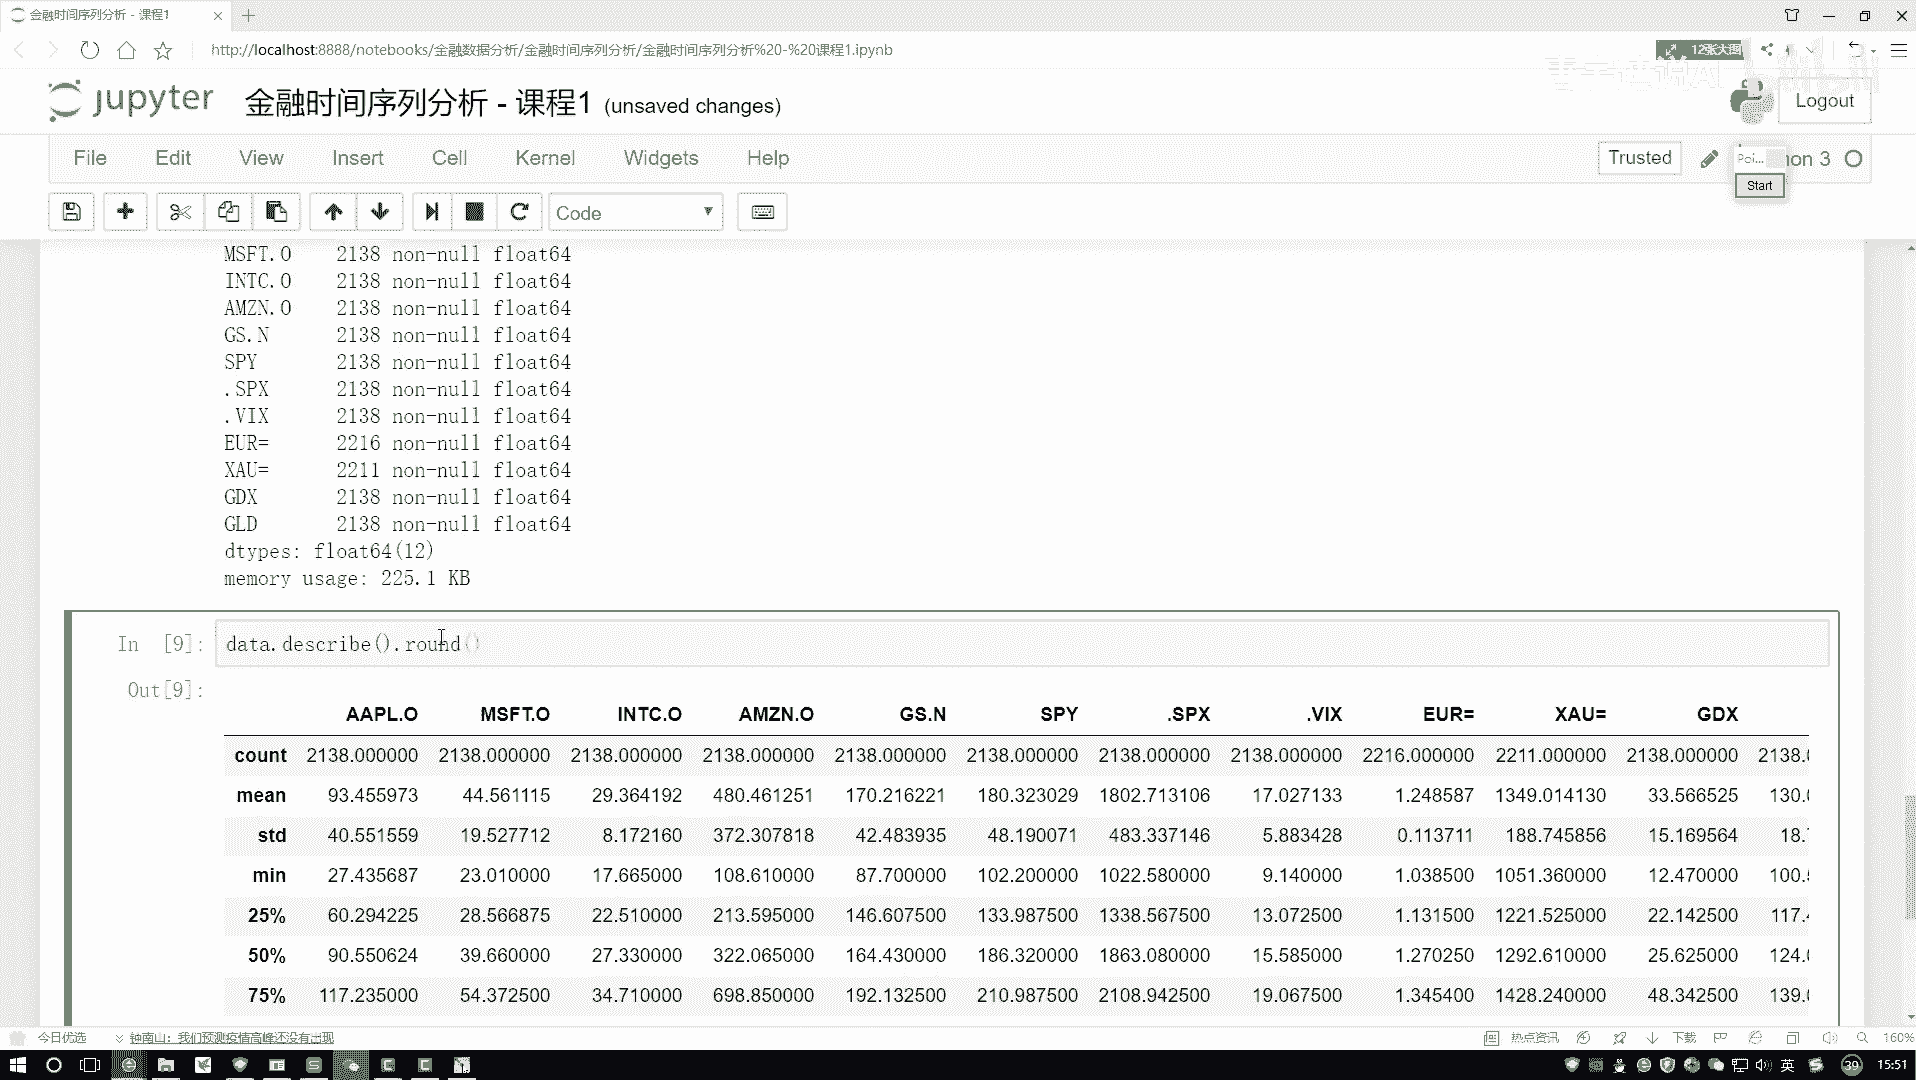 金融时间序列分析 - 课程1
http://localhost:8888/notebooks/金融数据分析/金融时间序列分析/金融时间序列分析%20-%20课程1.ipynb
12张大图
jupyter 金融时间序列分析 - 课程1 (unsaved changes)
Logout
File Edit View Insert Cell Kernel Widgets Help
Trusted
Poi... hon 3
Start
Code
MSFT.O 2138 non-null float64
INTC.O 2138 non-null float64
AMZN.O 2138 non-null float64
GS.N 2138 non-null float64
SPY 2138 non-null float64
.SPX 2138 non-null float64
.VIX 2138 non-null float64
EUR= 2216 non-null float64
XAU= 2211 non-null float64
GDX 2138 non-null float64
GLD 2138 non-null float64
dtypes: float64(12)
memory usage: 225.1 KB
In [9]: data.describe().round()
Out[9]:
AAPL.O MSFT.O INTC.O AMZN.O GS.N SPY .SPX .VIX EUR= XAU= GDX
count 2138.000000 2138.000000 2138.000000 2138.000000 2138.000000 2138.000000 2138.000000 2138.000000 2216.000000 2211.000000 2138.000000 2138.(
mean 93.455973 44.561115 29.364192 480.461251 170.216221 180.323029 1802.713106 17.027133 1.248587 1349.014130 33.566525 130.(
std 40.551559 19.527712 8.172160 372.307818 42.483935 48.190071 483.337146 5.883428 0.113711 188.745856 15.169564 18.
min 27.435687 23.010000 17.665000 108.610000 87.700000 102.200000 1022.580000 9.140000 1.038500 1051.360000 12.470000 100.
25% 60.294225 28.566875 22.510000 213.595000 146.607500 133.987500 1338.567500 13.072500 1.131500 1221.525000 22.142500 117.
50% 90.550624 39.660000 27.330000 322.065000 164.430000 186.320000 1863.080000 15.585000 1.270250 1292.610000 25.625000 124.
75% 117.235000 54.372500 34.710000 698.850000 192.132500 210.987500 2108.942500 19.067500 1.345400 1428.240000 48.342500 139.
今日优选 钟南山：我们预测疫情高峰还没有出现
热点资讯 下载 160%
英 39 15:51